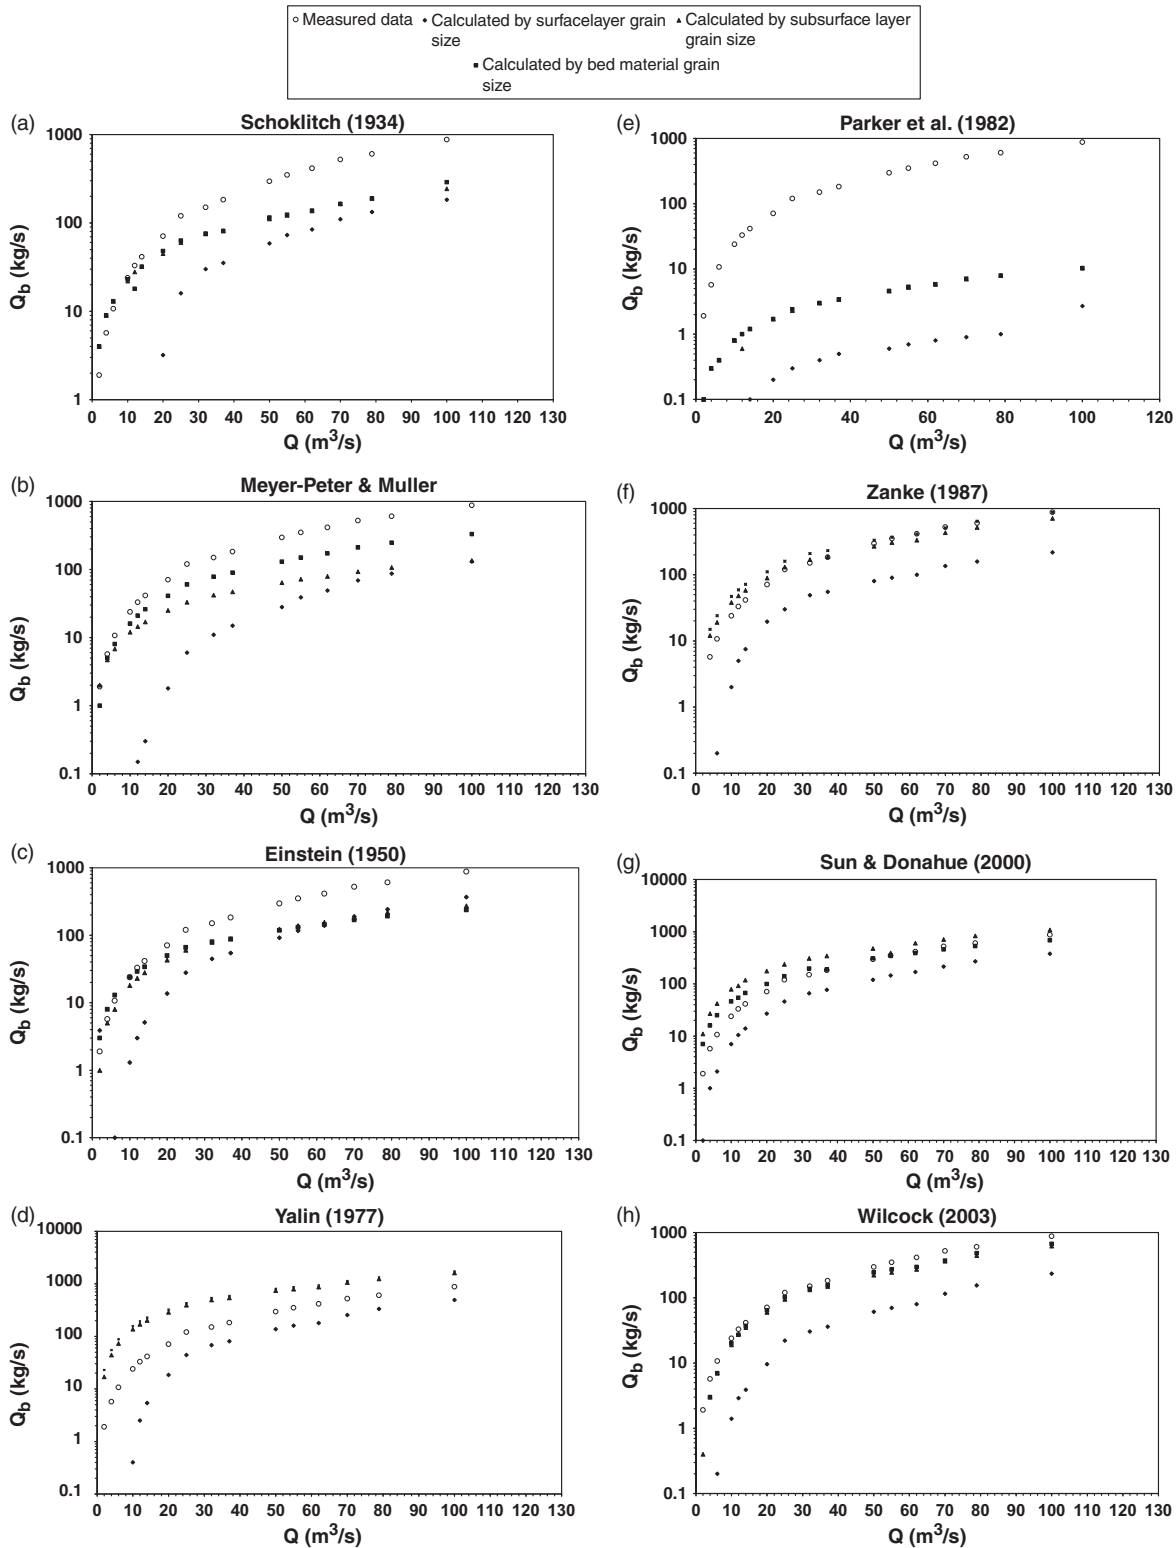 Measured data
Calculated by surfacelayer grain size
Calculated by subsurface layer grain size
Calculated by bed material grain size
(a)
Schoklitch (1934)
1000
100
10
1
Qb (kg/s)
0 10 20 30 40 50 60 70 80 90 100 110 120 130
Q (m³/s)
(b)
Meyer-Peter & Muller
1000
100
10
1
0.1
Qb (kg/s)
0 10 20 30 40 50 60 70 80 90 100 110 120 130
Q (m³/s)
(c)
Einstein (1950)
1000
100
10
1
0.1
Qb (kg/s)
0 10 20 30 40 50 60 70 80 90 100 110 120 130
Q (m³/s)
(d)
Yalin (1977)
10000
1000
100
10
1
0.1
Qb (kg/s)
0 10 20 30 40 50 60 70 80 90 100 110 120 130
Q (m³/s)
(e)
Parker et al. (1982)
1000
100
10
1
0.1
Qb (kg/s)
0 20 40 60 80 100 120
Q (m³/s)
(f)
Zanke (1987)
1000
100
10
1
0.1
Qb (kg/s)
0 10 20 30 40 50 60 70 80 90 100 110 120 130
Q (m³/s)
(g)
Sun & Donahue (2000)
10000
1000
100
10
1
0.1
Qb (kg/s)
0 10 20 30 40 50 60 70 80 90 100 110 120 130
Q (m³/s)
(h)
Wilcock (2003)
1000
100
10
1
0.1
Qb (kg/s)
0 10 20 30 40 50 60 70 80 90 100 110 120 130
Q (m³/s)